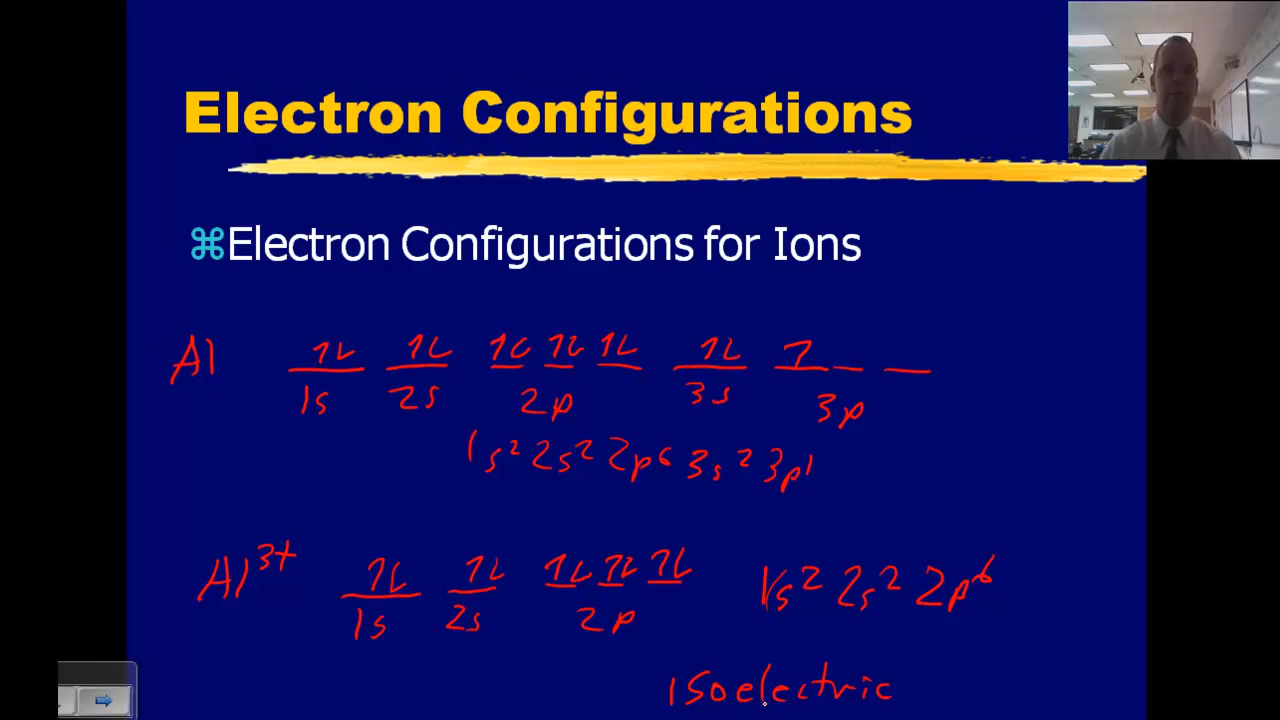 Electron Configurations
⌘Electron Configurations for Ions
Al 1s 2s 2p 3s 3p
1s² 2s² 2p⁶ 3s² 3p¹
Al³⁺ 1s 2s 2p 1s² 2s² 2p⁶
isoelectric